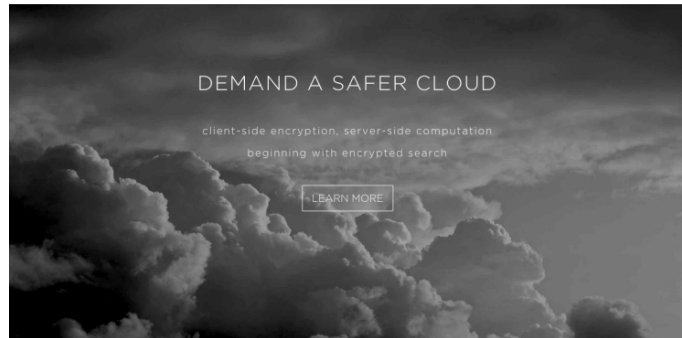 DEMAND A SAFER CLOUD
client-side encryption, server-side computation
beginning with encrypted search
LEARN MORE